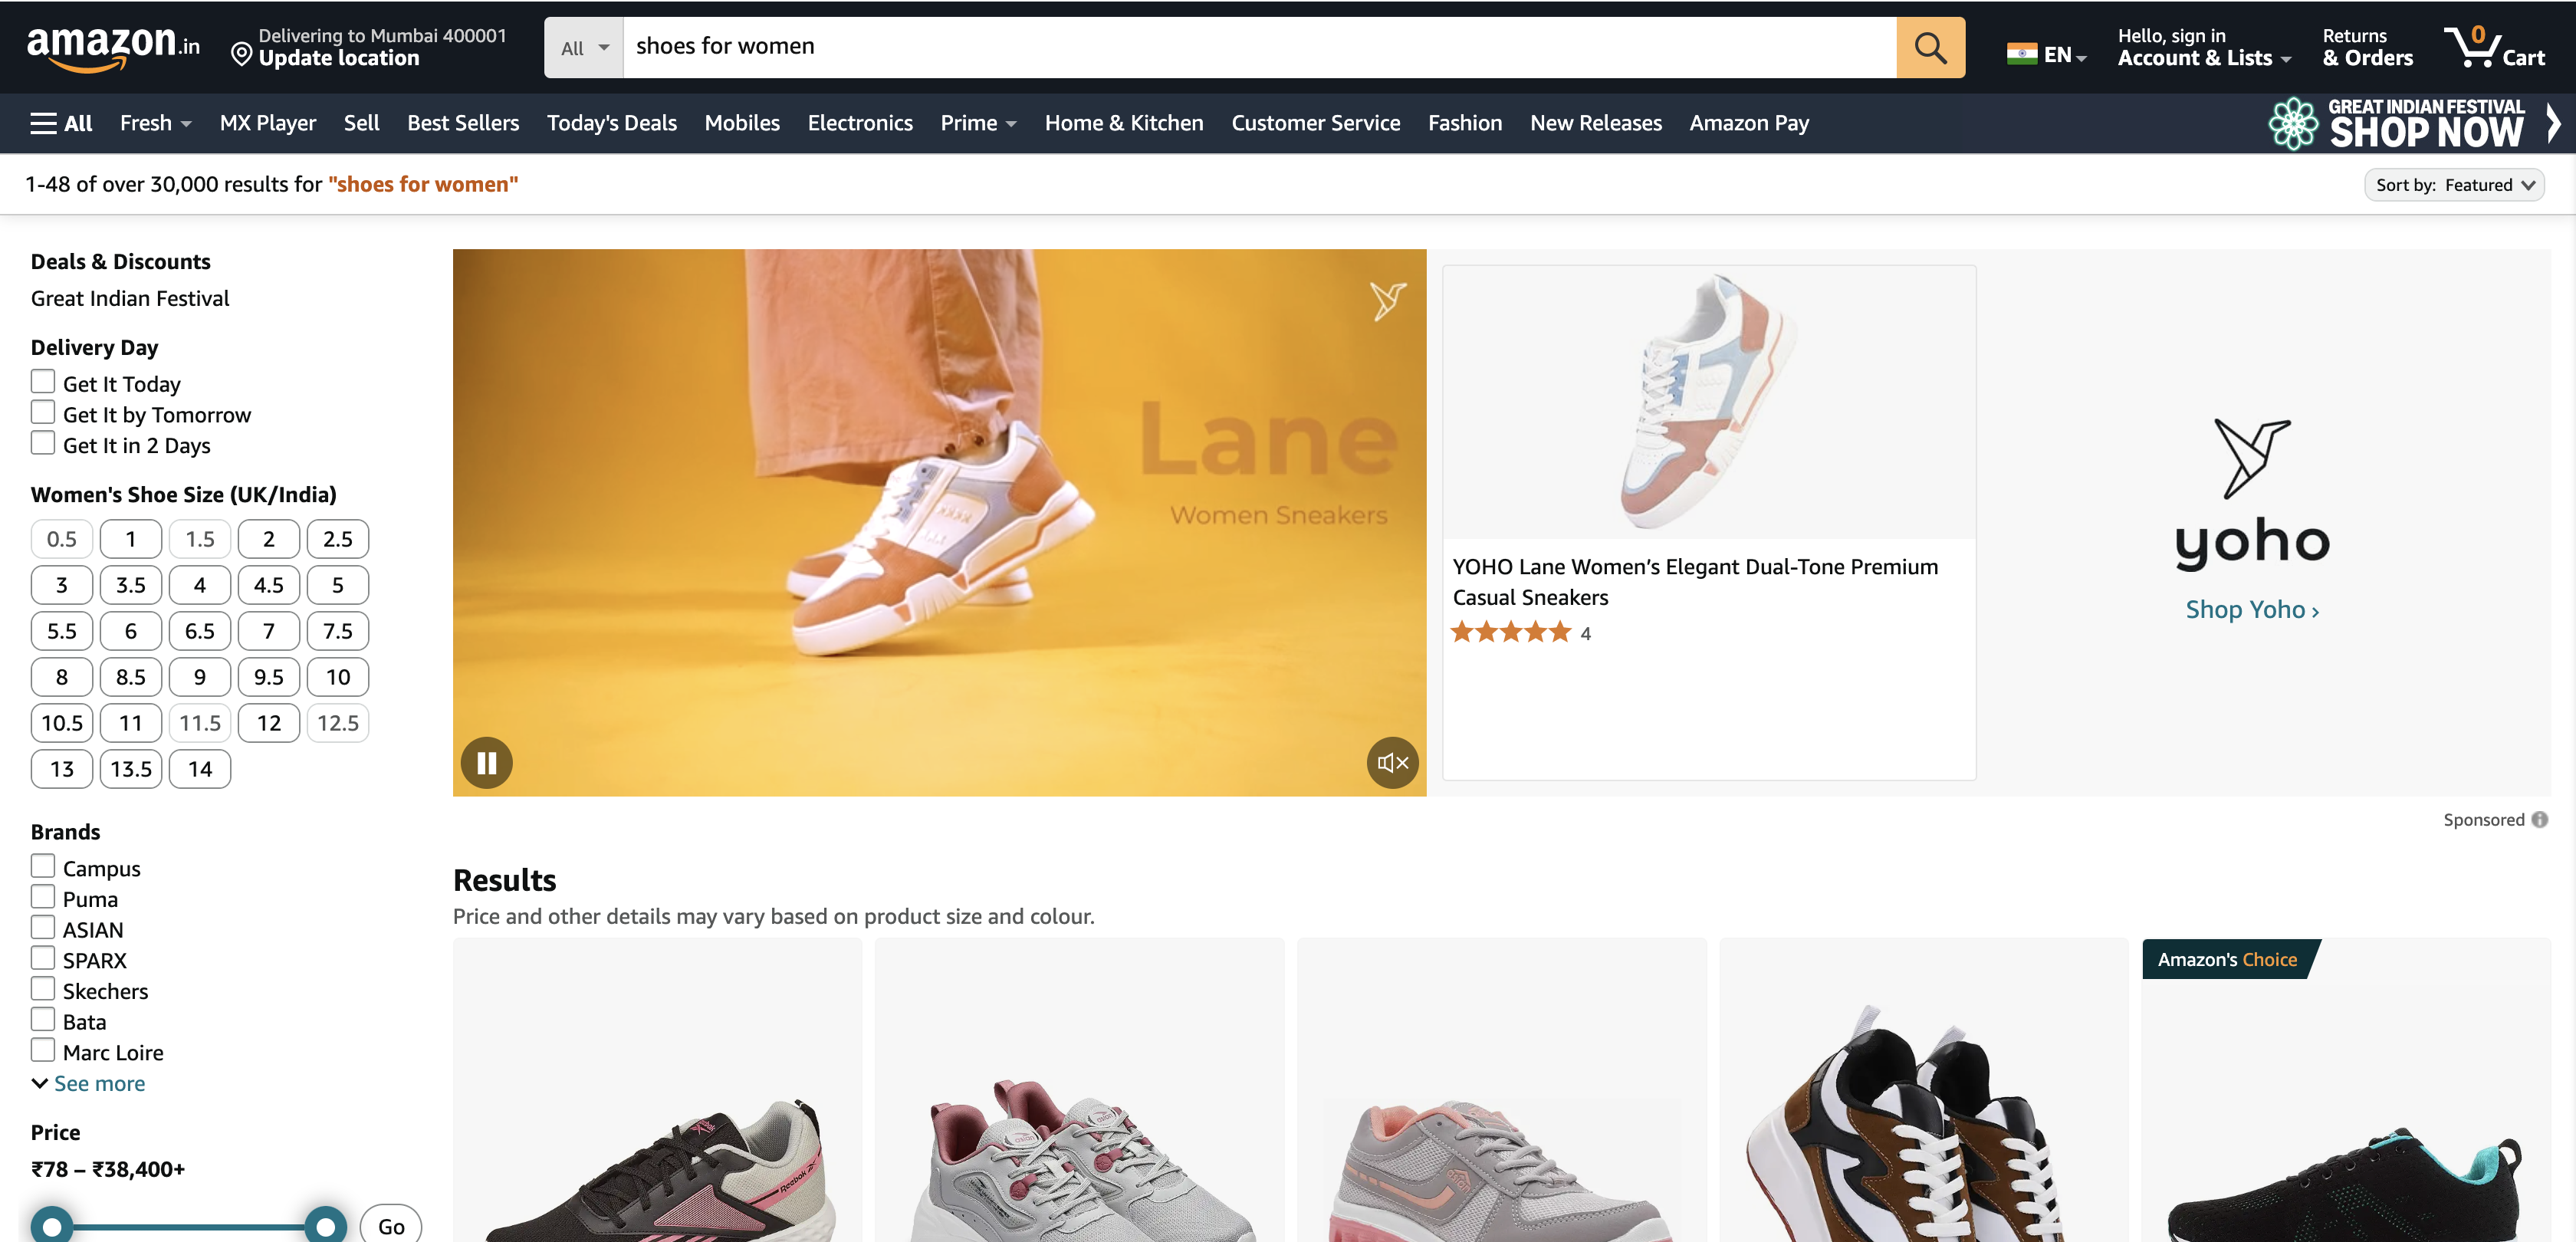 amazon.in
Delivering to Mumbai 400001
Update location
All
shoes for women
EN
Hello, sign in
Account & Lists
Returns
& Orders
0
Cart
All
Fresh
MX Player
Sell
Best Sellers
Today's Deals
Mobiles
Electronics
Prime
Home & Kitchen
Customer Service
Fashion
New Releases
Amazon Pay
GREAT INDIAN FESTIVAL
SHOP NOW
1-48 of over 30,000 results for "shoes for women"
Sort by: Featured
Deals & Discounts
Great Indian Festival
Delivery Day
Get It Today
Get It by Tomorrow
Get It in 2 Days
Women's Shoe Size (UK/India)
0.5 1 1.5 2 2.5
3 3.5 4 4.5 5
5.5 6 6.5 7 7.5
8 8.5 9 9.5 10
10.5 11 11.5 12 12.5
13 13.5 14
Brands
Campus
Puma
ASIAN
SPARX
Skechers
Bata
Marc Loire
See more
Price
₹78 – ₹38,400+
Go
Lane
Women Sneakers
YOHO Lane Women’s Elegant Dual-Tone Premium
Casual Sneakers
4
yoho
Shop Yoho ›
Sponsored
Results
Price and other details may vary based on product size and colour.
Reebok
asian
asian
asian
Amazon's Choice